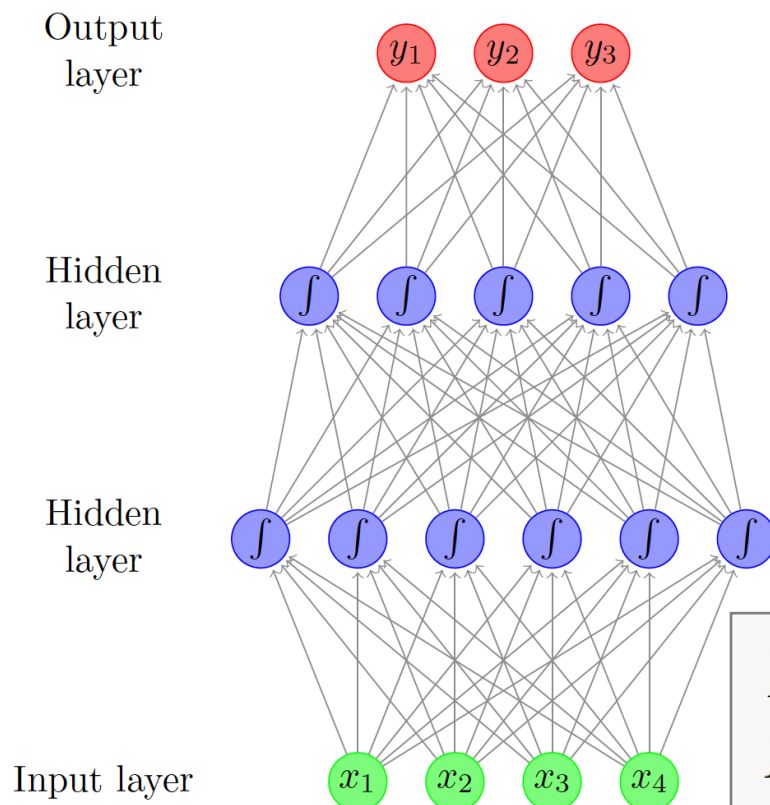 Output
layer
y₁ y₂ y₃
Hidden
layer
∫ ∫ ∫ ∫ ∫
Hidden
layer
∫ ∫ ∫ ∫ ∫ ∫
Input layer
x₁ x₂ x₃ x₄